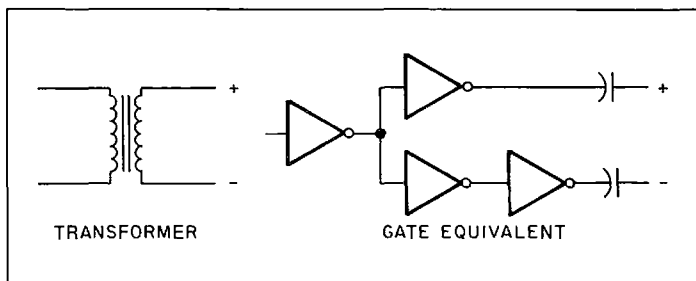 +
+
-
-
TRANSFORMER
GATE EQUIVALENT